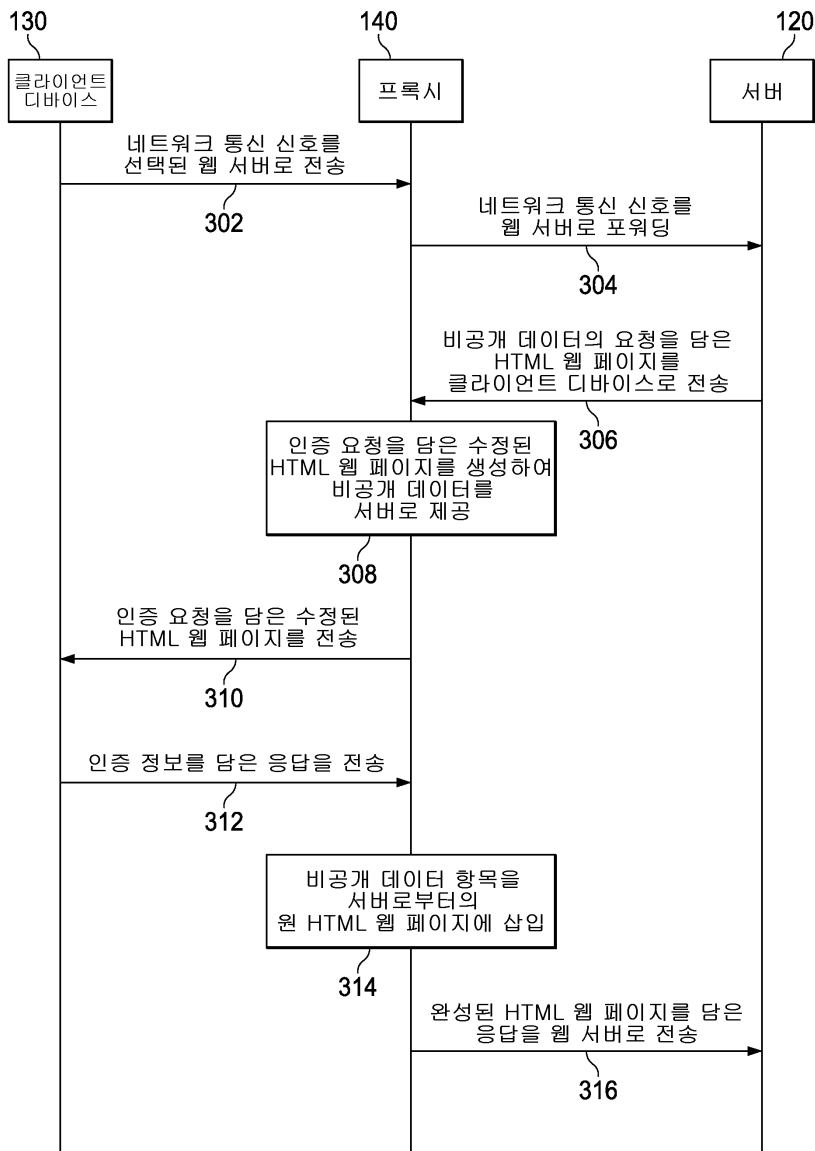 130
140
120
클라이언트
디바이스
프록시
서버
네트워크 통신 신호를
선택된 웹 서버로 전송
302
네트워크 통신 신호를
웹 서버로 포워딩
304
비공개 데이터의 요청을 담은
HTML 웹 페이지를
클라이언트 디바이스로 전송
306
인증 요청을 담은 수정된
HTML 웹 페이지를 생성하여
비공개 데이터를
서버로 제공
308
인증 요청을 담은 수정된
HTML 웹 페이지를 전송
310
인증 정보를 담은 응답을 전송
312
비공개 데이터 항목을
서버로부터의
원 HTML 웹 페이지에 삽입
314
완성된 HTML 웹 페이지를 담은
응답을 웹 서버로 전송
316